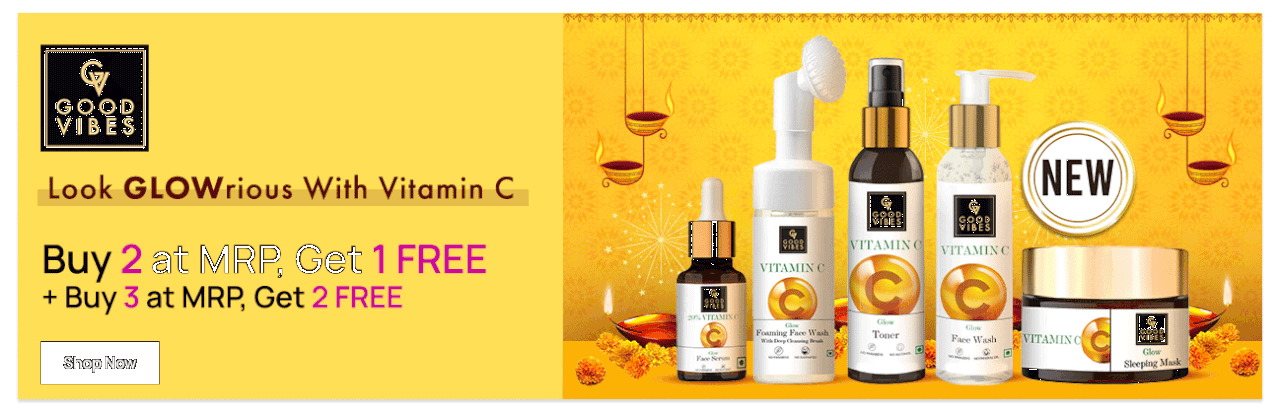 GV
GOOD
VIBES
Look GLOWrious With Vitamin C
Buy 2 at MRP, Get 1 FREE
+ Buy 3 at MRP, Get 2 FREE
Shop Now
GOOD
VIBES
20% VITAMIN C
C
Glow
Face Serum
GOOD
VIBES
VITAMIN C
C
Glow
Foaming Face Wash
With Deep Cleansing Brush
GOOD
VIBES
VITAMIN C
C
Glow
Toner
GOOD
VIBES
VITAMIN C
C
Glow
Face Wash
NEW
VITAMIN C
C
GOOD
VIBES
Glow
Sleeping Mask